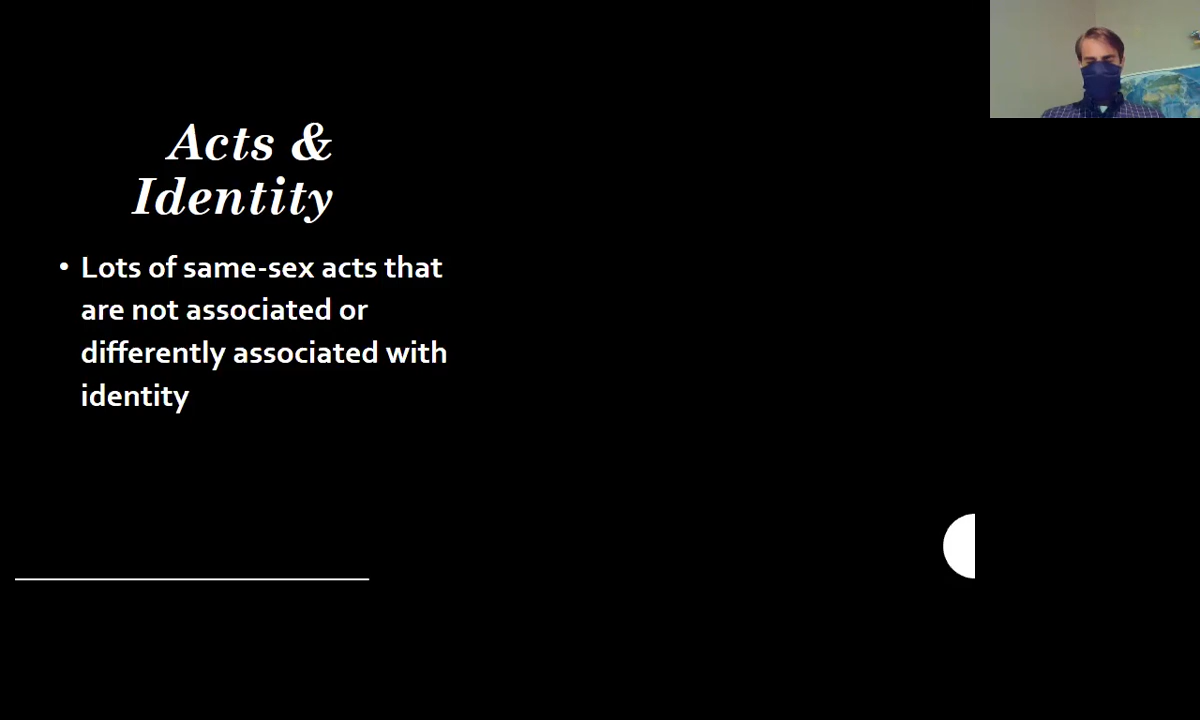 Acts &
Identity
• Lots of same-sex acts that
are not associated or
differently associated with
identity